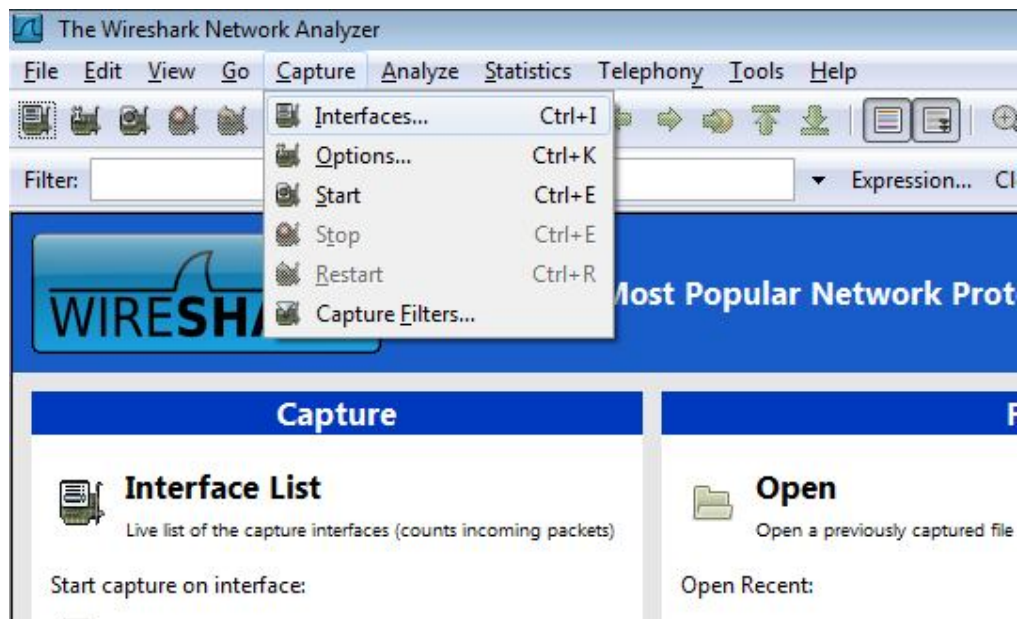 The Wireshark Network Analyzer
File Edit View Go Capture Analyze Statistics Telephony Tools Help
Interfaces... Ctrl+I
Options... Ctrl+K
Start Ctrl+E
Stop Ctrl+E
Restart Ctrl+R
Capture Filters...
Filter: Expression... Cl
WIRESHA
Most Popular Network Prot
Capture
F
Interface List
Live list of the capture interfaces (counts incoming packets)
Start capture on interface:
Open
Open a previously captured file
Open Recent: